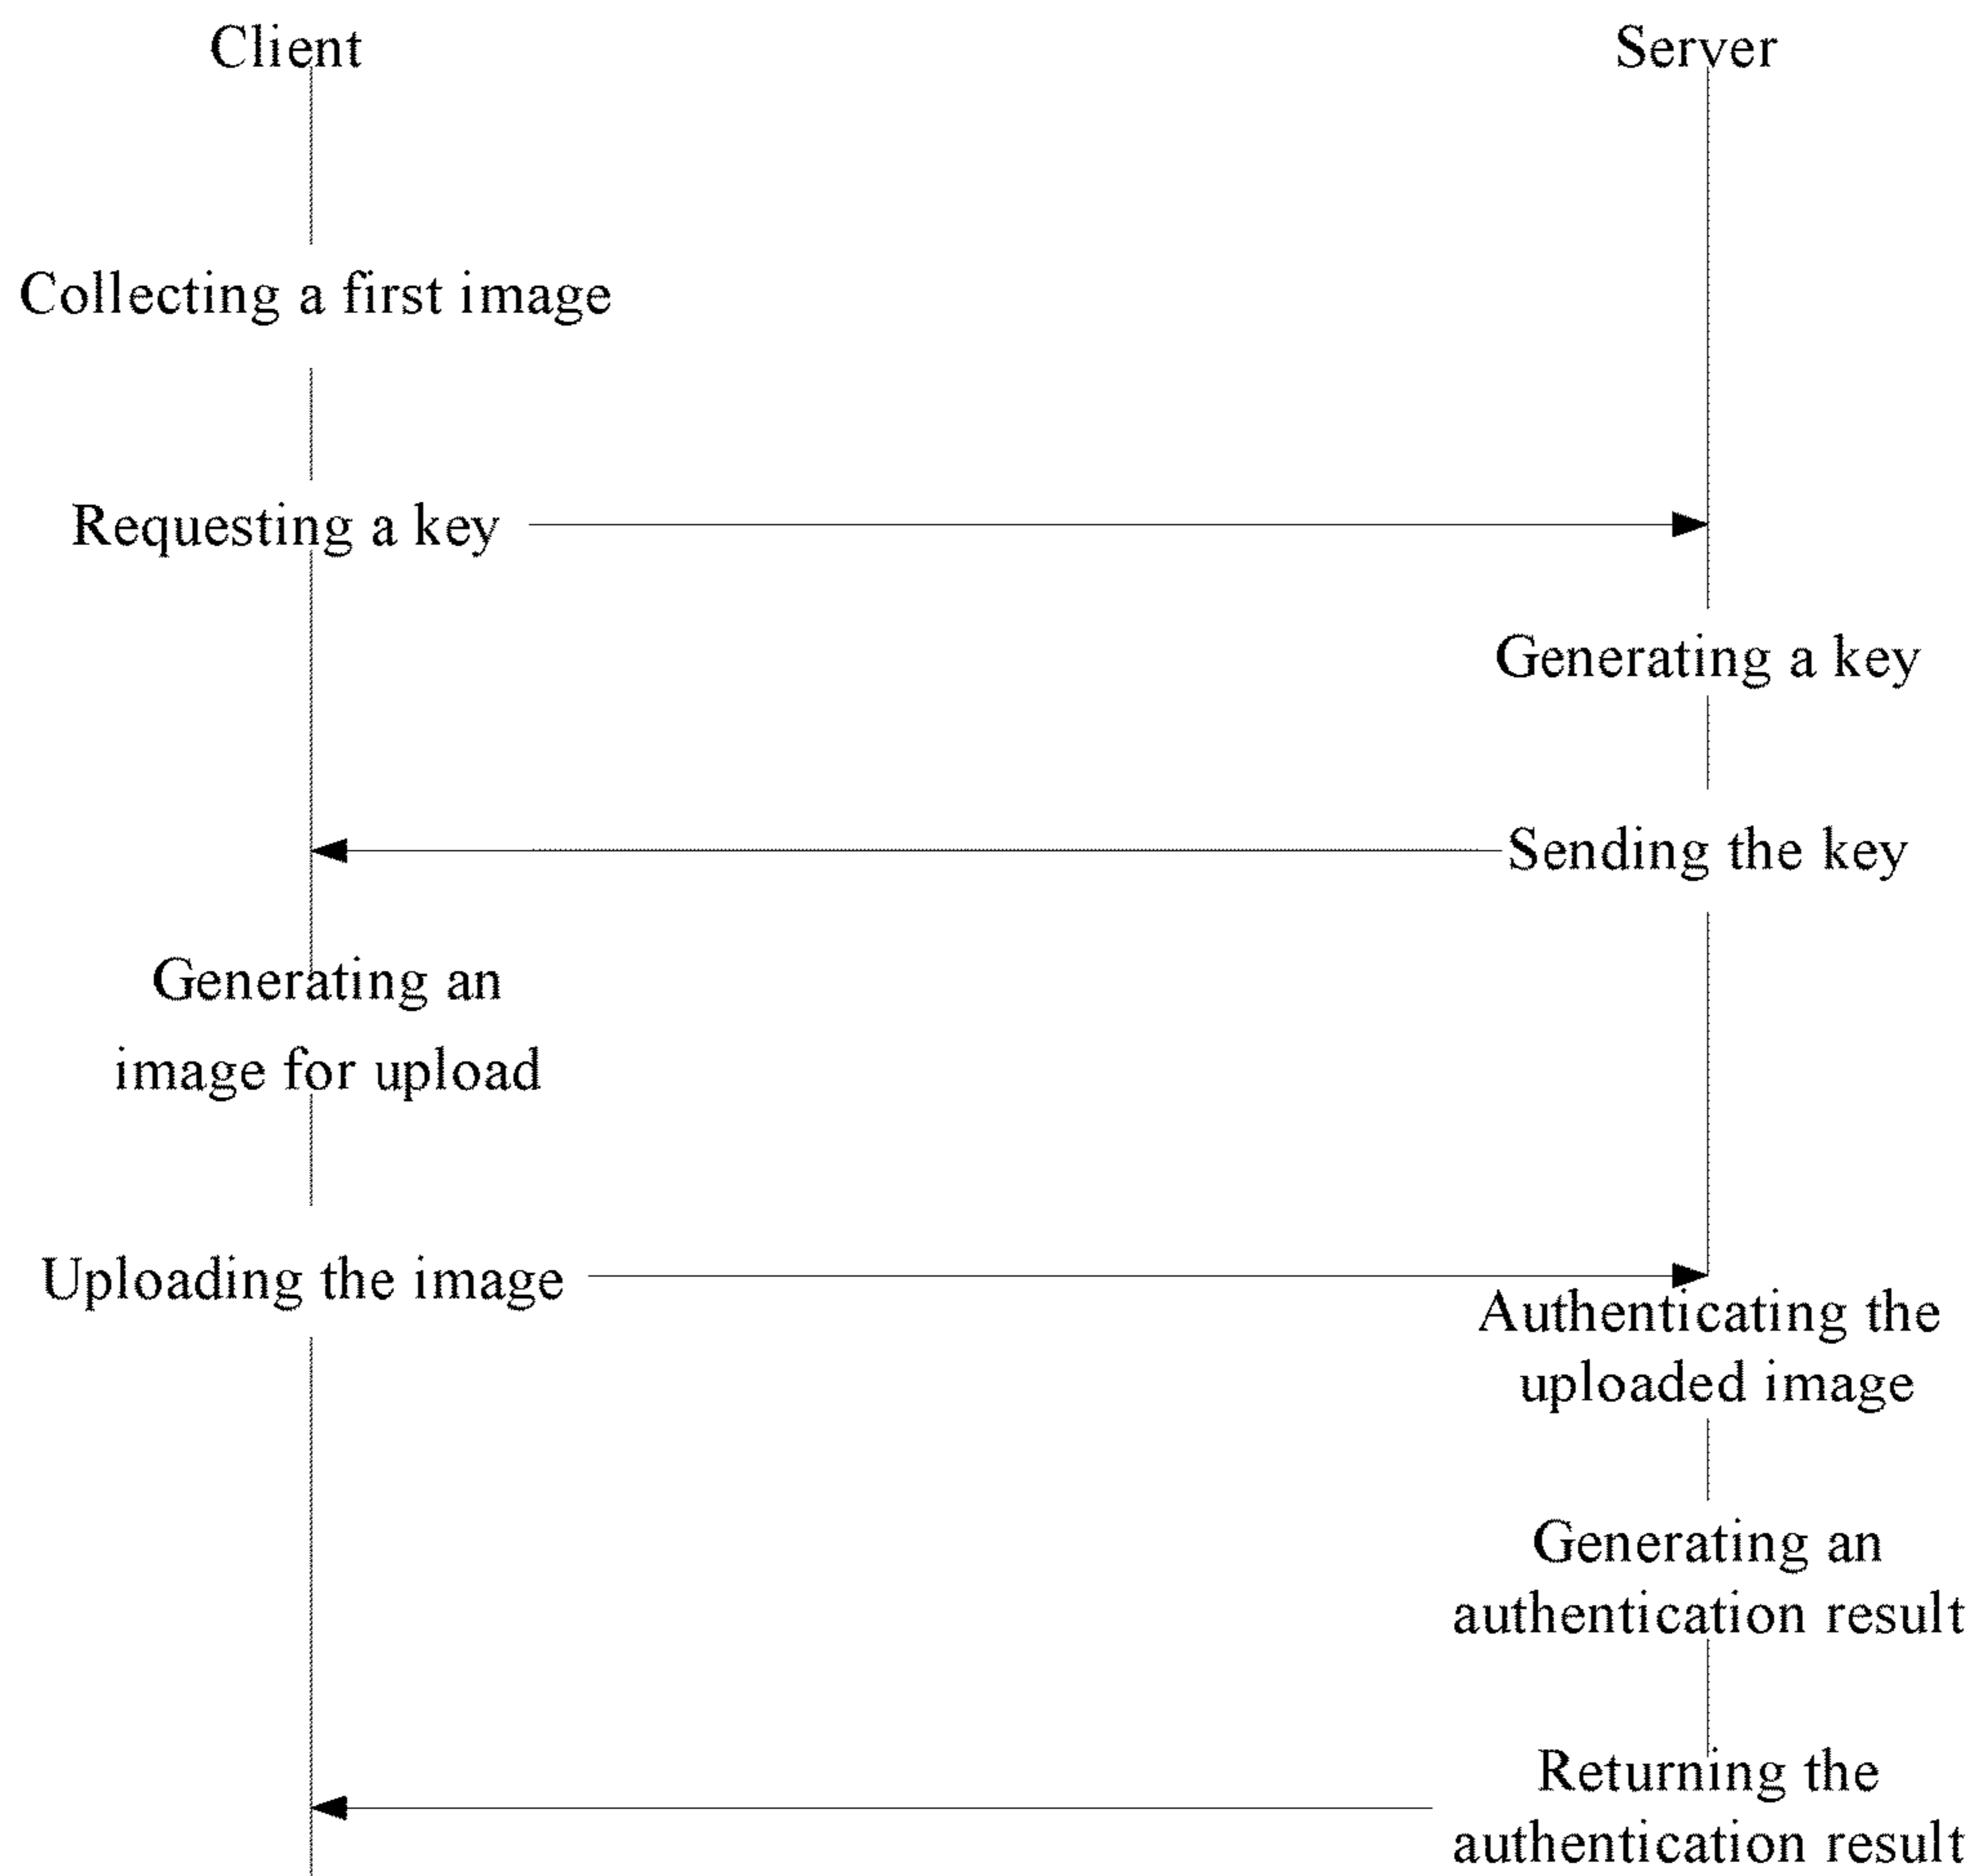 Client
Server
Collecting a first image
Requesting a key
Generating a key
Sending the key
Generating an
image for upload
Uploading the image
Authenticating the
uploaded image
Generating an
authentication result
Returning the
authentication result